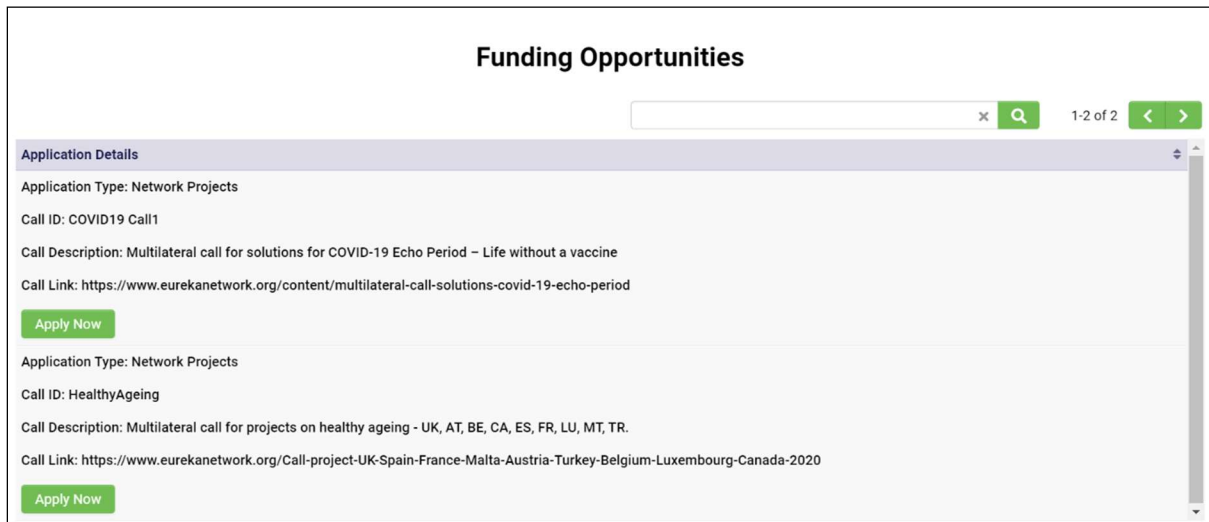 Funding Opportunities
1-2 of 2
Application Details
Application Type: Network Projects
Call ID: COVID19 Call1
Call Description: Multilateral call for solutions for COVID-19 Echo Period – Life without a vaccine
Call Link: https://www.eurekanetwork.org/content/multilateral-call-solutions-covid-19-echo-period
Apply Now
Application Type: Network Projects
Call ID: HealthyAgeing
Call Description: Multilateral call for projects on healthy ageing - UK, AT, BE, CA, ES, FR, LU, MT, TR.
Call Link: https://www.eurekanetwork.org/Call-project-UK-Spain-France-Malta-Austria-Turkey-Belgium-Luxembourg-Canada-2020
Apply Now